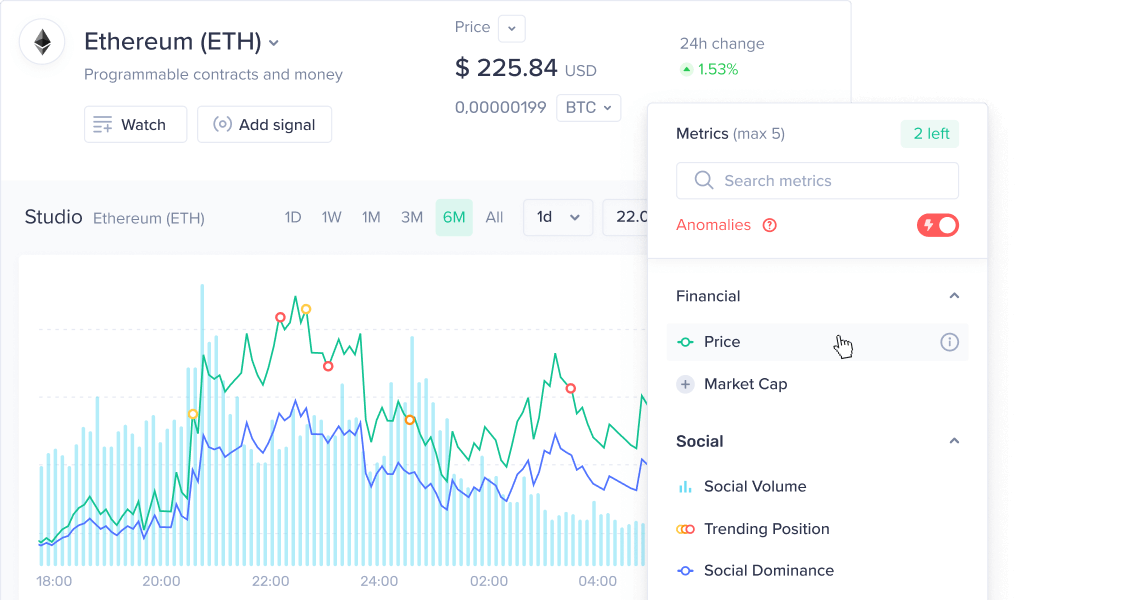 Ethereum (ETH)
Programmable contracts and money
Watch
Add signal
Price
$ 225.84 USD
0,00000199 BTC
24h change
1.53%
Studio Ethereum (ETH)
1D 1W 1M 3M 6M All
1d
22.0
18:00 20:00 22:00 24:00 02:00 04:00
Metrics (max 5)
2 left
Search metrics
Anomalies
Financial
Price
Market Cap
Social
Social Volume
Trending Position
Social Dominance